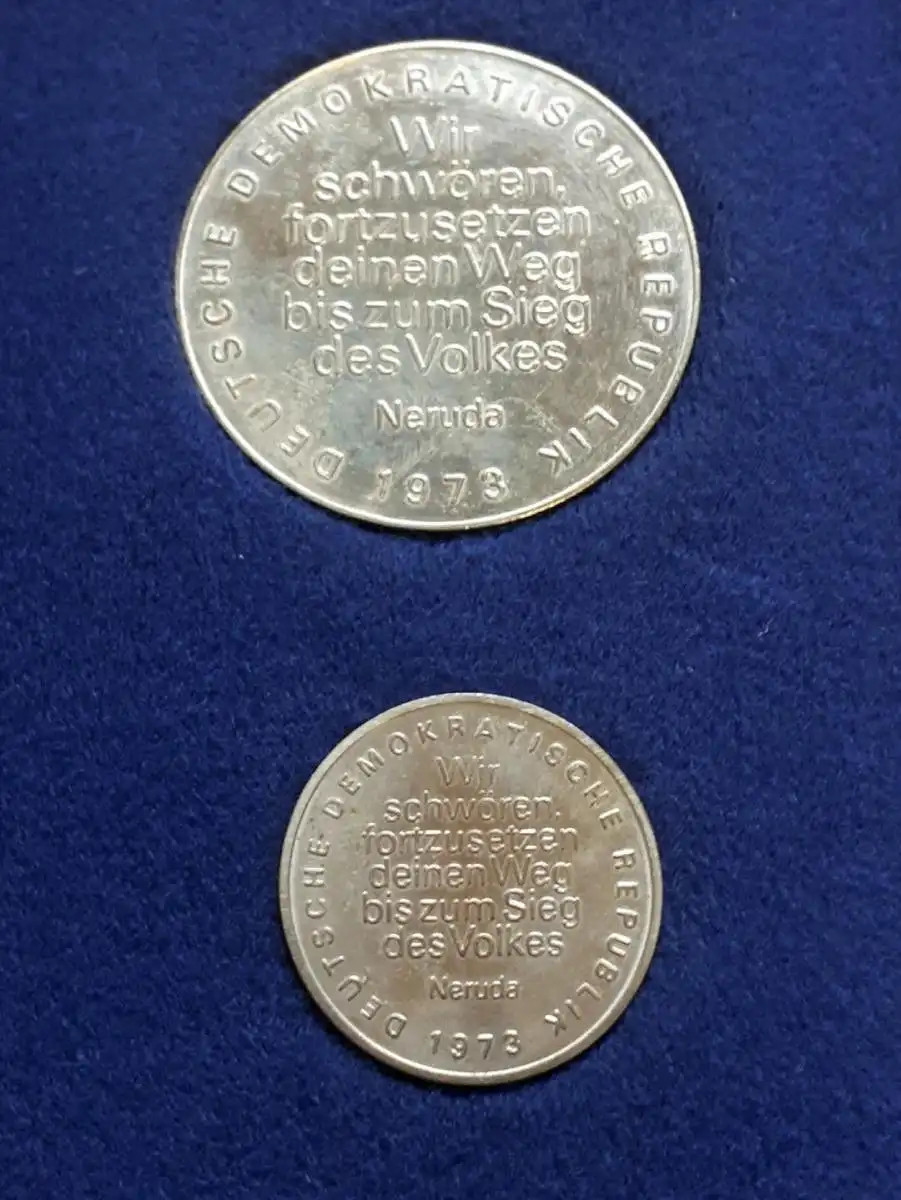 DEUTSCHE DEMOKRATISCHE REPUBLIK
Wir
schwören,
fortzusetzen
deinen Weg
bis zum Sieg
des Volkes
Neruda
1973
DEUTSCHE DEMOKRATISCHE REPUBLIK
Wir
schwören,
fortzusetzen
deinen Weg
bis zum Sieg
des Volkes
Neruda
1973